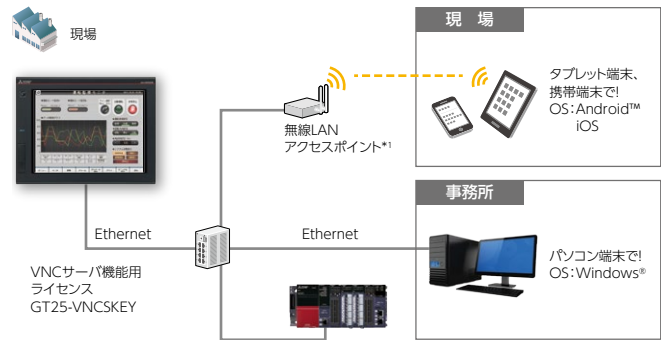 現場
現 場
タブレット端末、
携帯端末で!
OS:Android™
iOS
無線LAN
アクセスポイント*1
事務所
Ethernet
Ethernet
パソコン端末で!
OS:Windows®
VNCサーバ機能用
ライセンス
GT25-VNCSKEY